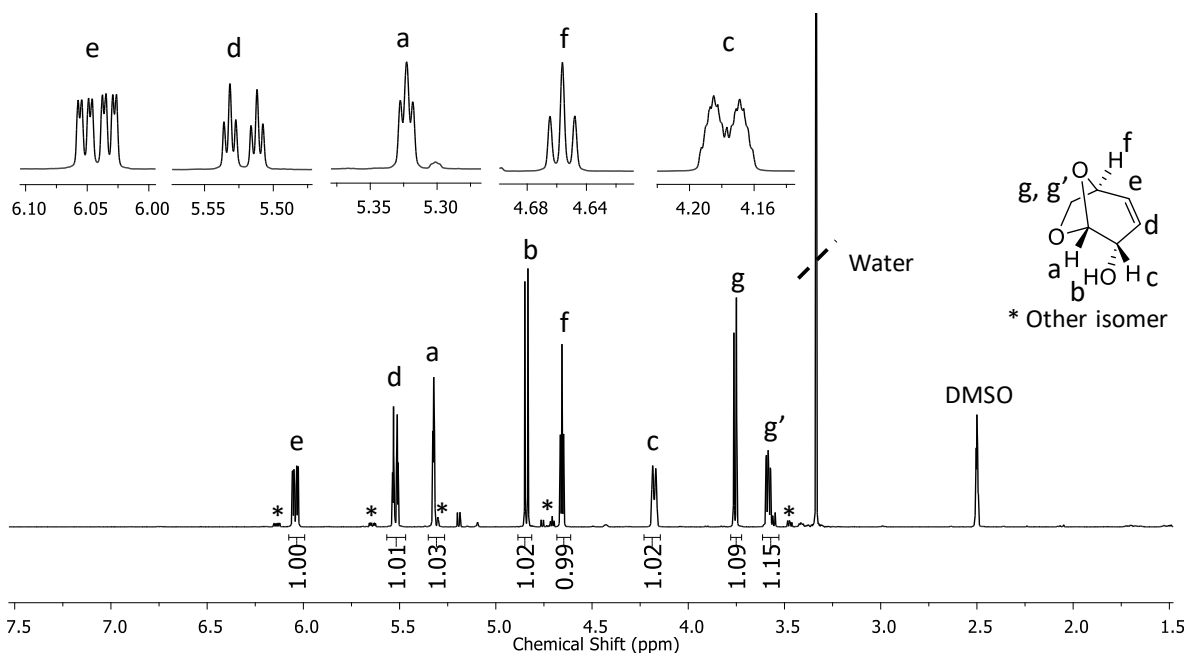 e d a f c
6.10 6.05 6.00 5.55 5.50 5.35 5.30 4.68 4.64 4.20 4.16
O H f
g, g’ e
O d
H H c
a HO
b
* Other isomer
Water
b
g
f
a
d
DMSO
c
e
g’
* * * * *
1.00 1.01 1.03 1.02 0.99 1.02 1.09 1.15
7.5 7.0 6.5 6.0 5.5 5.0 4.5 4.0 3.5 3.0 2.5 2.0 1.5
Chemical Shift (ppm)